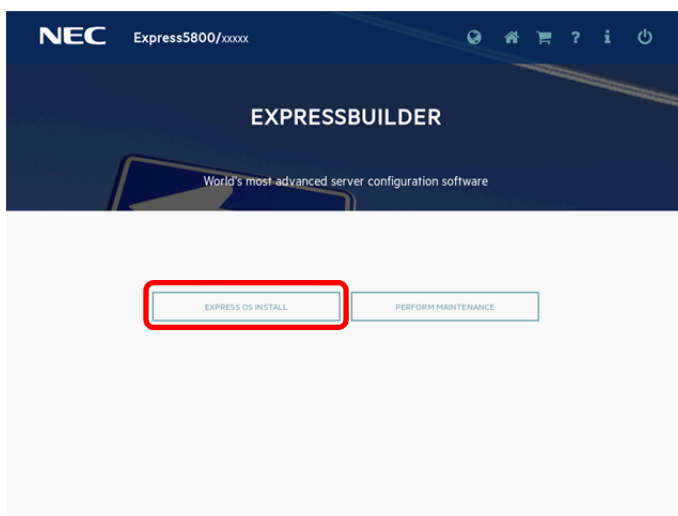 NEC Express5800/xxxxx ? i
EXPRESSBUILDER
World's most advanced server configuration software
EXPRESS OS INSTALL PERFORM MAINTENANCE